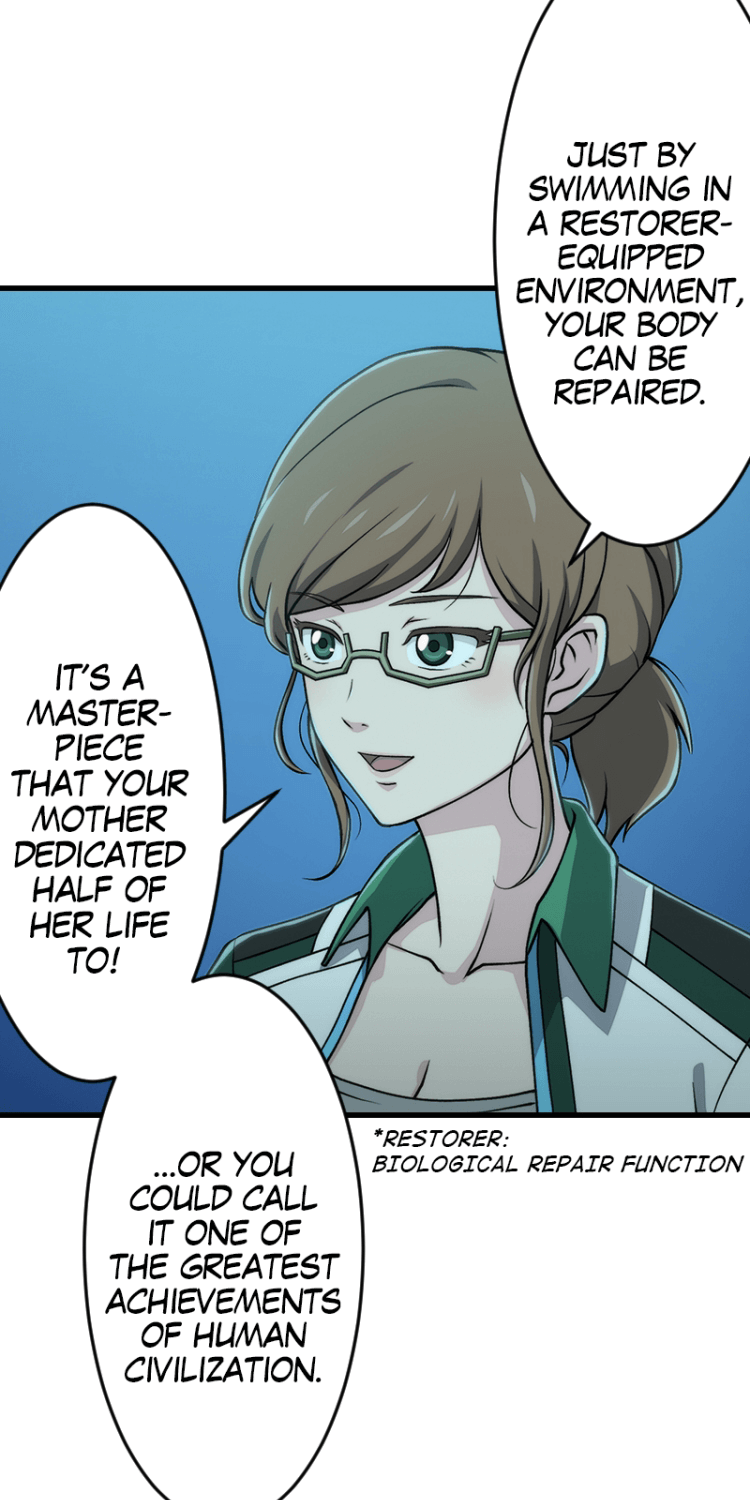 JUST BY
SWIMMING IN
A RESTORER-
EQUIPPED
ENVIRONMENT,
YOUR BODY
CAN BE
REPAIRED.
IT'S A
MASTER-
PIECE
THAT YOUR
MOTHER
DEDICATED
HALF OF
HER LIFE
TO!
*RESTORER:
BIOLOGICAL REPAIR FUNCTION
...OR YOU
COULD CALL
IT ONE OF
THE GREATEST
ACHIEVEMENTS
OF HUMAN
CIVILIZATION.